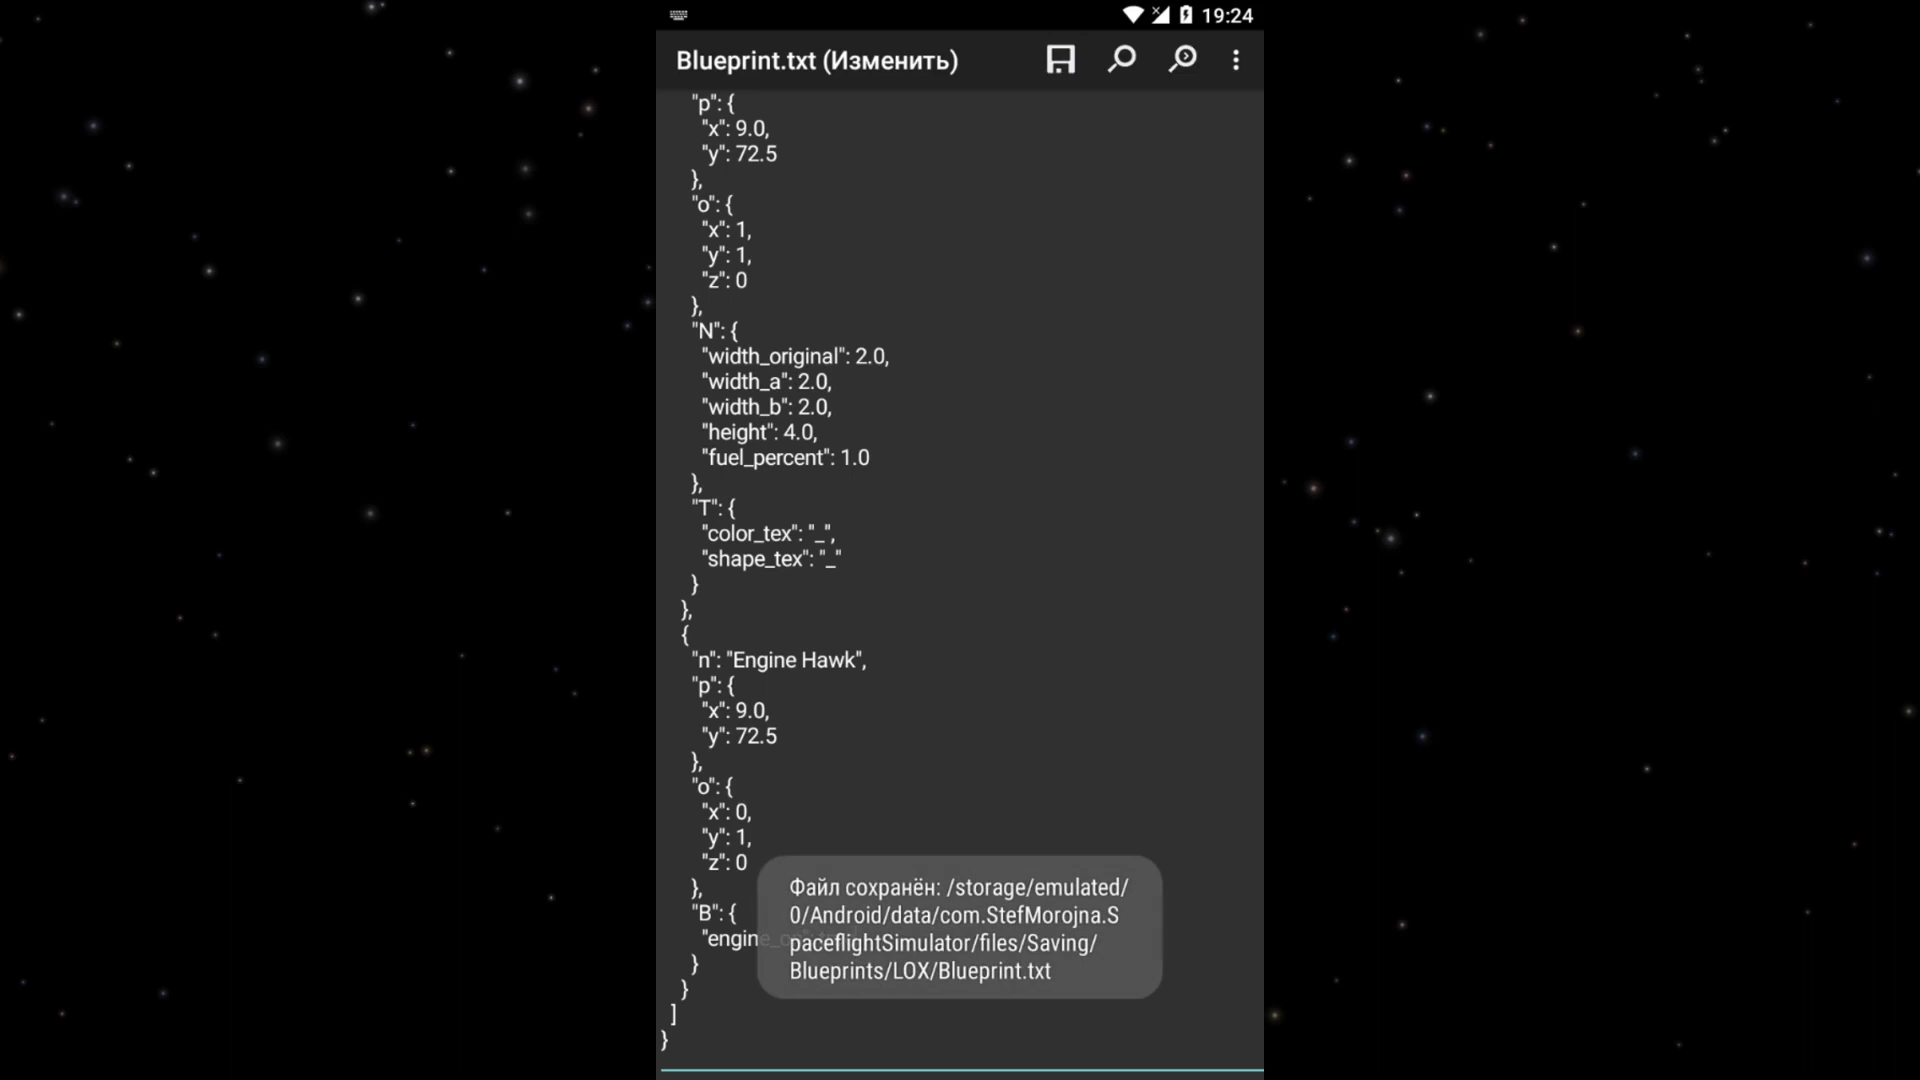 19:24
Blueprint.txt (Изменить)
"p": {
"x": 9.0,
"y": 72.5
},
"o": {
"x": 1,
"y": 1,
"z": 0
},
"N": {
"width_original": 2.0,
"width_a": 2.0,
"width_b": 2.0,
"height": 4.0,
"fuel_percent": 1.0
},
"T": {
"color_tex": "_",
"shape_tex": "_"
}
},
{
"n": "Engine Hawk",
"p": {
"x": 9.0,
"y": 72.5
},
"o": {
"x": 0,
"y": 1,
"z": 0
},
"B": {
"engine_on":
}
}
]
}
Файл сохранён: /storage/emulated/
0/Android/data/com.StefMorojna.S
paceflightSimulator/files/Saving/
Blueprints/LOX/Blueprint.txt